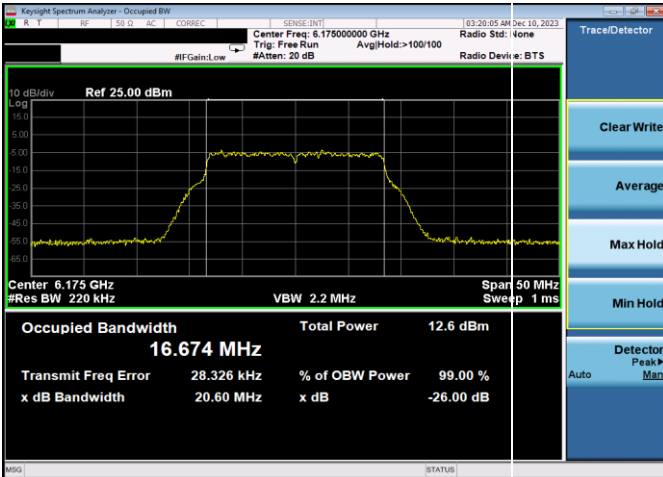 Keysight Spectrum Analyzer - Occupied BW
R T RF 50 Ω AC CORREC SENSE:INT 03:20:05 AM Dec 10, 2023
Center Freq: 6.175000000 GHz Radio Std: None
Trig: Free Run Avg|Hold:>100/100
#IFGain:Low #Atten: 20 dB Radio Device: BTS
Trace/Detector
10 dB/div Ref 25.00 dBm
Log
15.0
5.00
-5.00
-15.0
-25.0
-35.0
-45.0
-55.0
-65.0
Center 6.175 GHz Span 50 MHz
#Res BW 220 kHz VBW 2.2 MHz Sweep 1 ms
Occupied Bandwidth Total Power 12.6 dBm
16.674 MHz
Transmit Freq Error 28.326 kHz % of OBW Power 99.00 %
x dB Bandwidth 20.60 MHz x dB -26.00 dB
Clear Write
Average
Max Hold
Min Hold
Detector
Peak▶
Auto Man
MSG STATUS